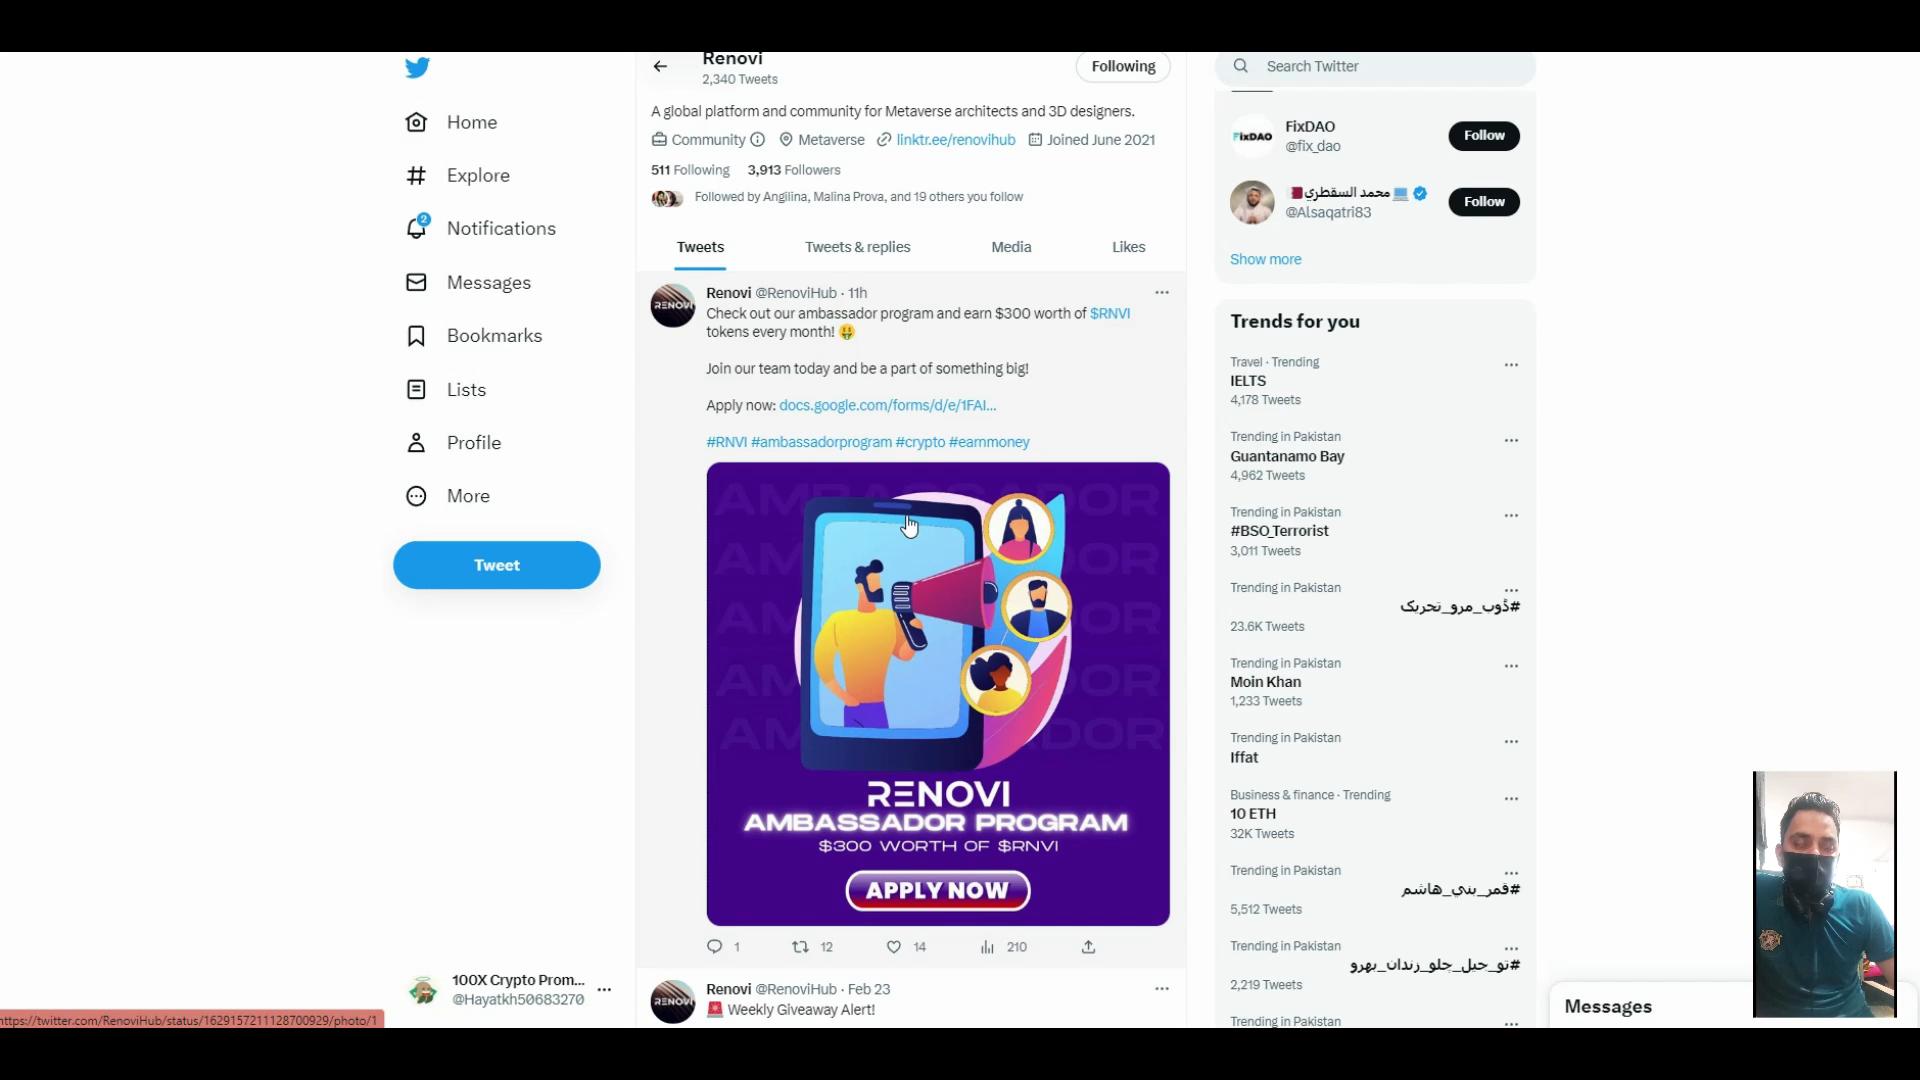 Home
Explore
2
Notifications
Messages
Bookmarks
Lists
Profile
More
Tweet
100X Crypto Prom...
@Hayatkh50683270
https://twitter.com/RenoviHub/status/1629157211128700929/photo/1
Renovi
2,340 Tweets
Following
A global platform and community for Metaverse architects and 3D designers.
Community Metaverse linktr.ee/renovihub Joined June 2021
511 Following 3,913 Followers
Followed by Angilina, Malina Prova, and 19 others you follow
Tweets Tweets & replies Media Likes
RENOVI
Renovi @RenoviHub · 11h
Check out our ambassador program and earn $300 worth of $RNVI
tokens every month! 🤑
Join our team today and be a part of something big!
Apply now: docs.google.com/forms/d/e/1FAI...
#RNVI #ambassadorprogram #crypto #earnmoney
RENOVI
AMBASSADOR PROGRAM
$300 WORTH OF $RNVI
APPLY NOW
1 12 14 210
RENOVI
Renovi @RenoviHub · Feb 23
🚨 Weekly Giveaway Alert!
Search Twitter
FixDAO
FixDAO
@fix_dao
Follow
محمد السقطري
@Alsaqatri83
Follow
Show more
Trends for you
Travel · Trending
IELTS
4,178 Tweets
Trending in Pakistan
Guantanamo Bay
4,962 Tweets
Trending in Pakistan
#BSO_Terrorist
3,011 Tweets
Trending in Pakistan
#ڈوب_مرو_تحریک
23.6K Tweets
Trending in Pakistan
Moin Khan
1,233 Tweets
Trending in Pakistan
Iffat
Business & finance · Trending
10 ETH
32K Tweets
Trending in Pakistan
#قمر_بني_هاشم
5,512 Tweets
Trending in Pakistan
#تو_جیل_چلو_زندان_بھرو
2,219 Tweets
Trending in Pakistan
Messages